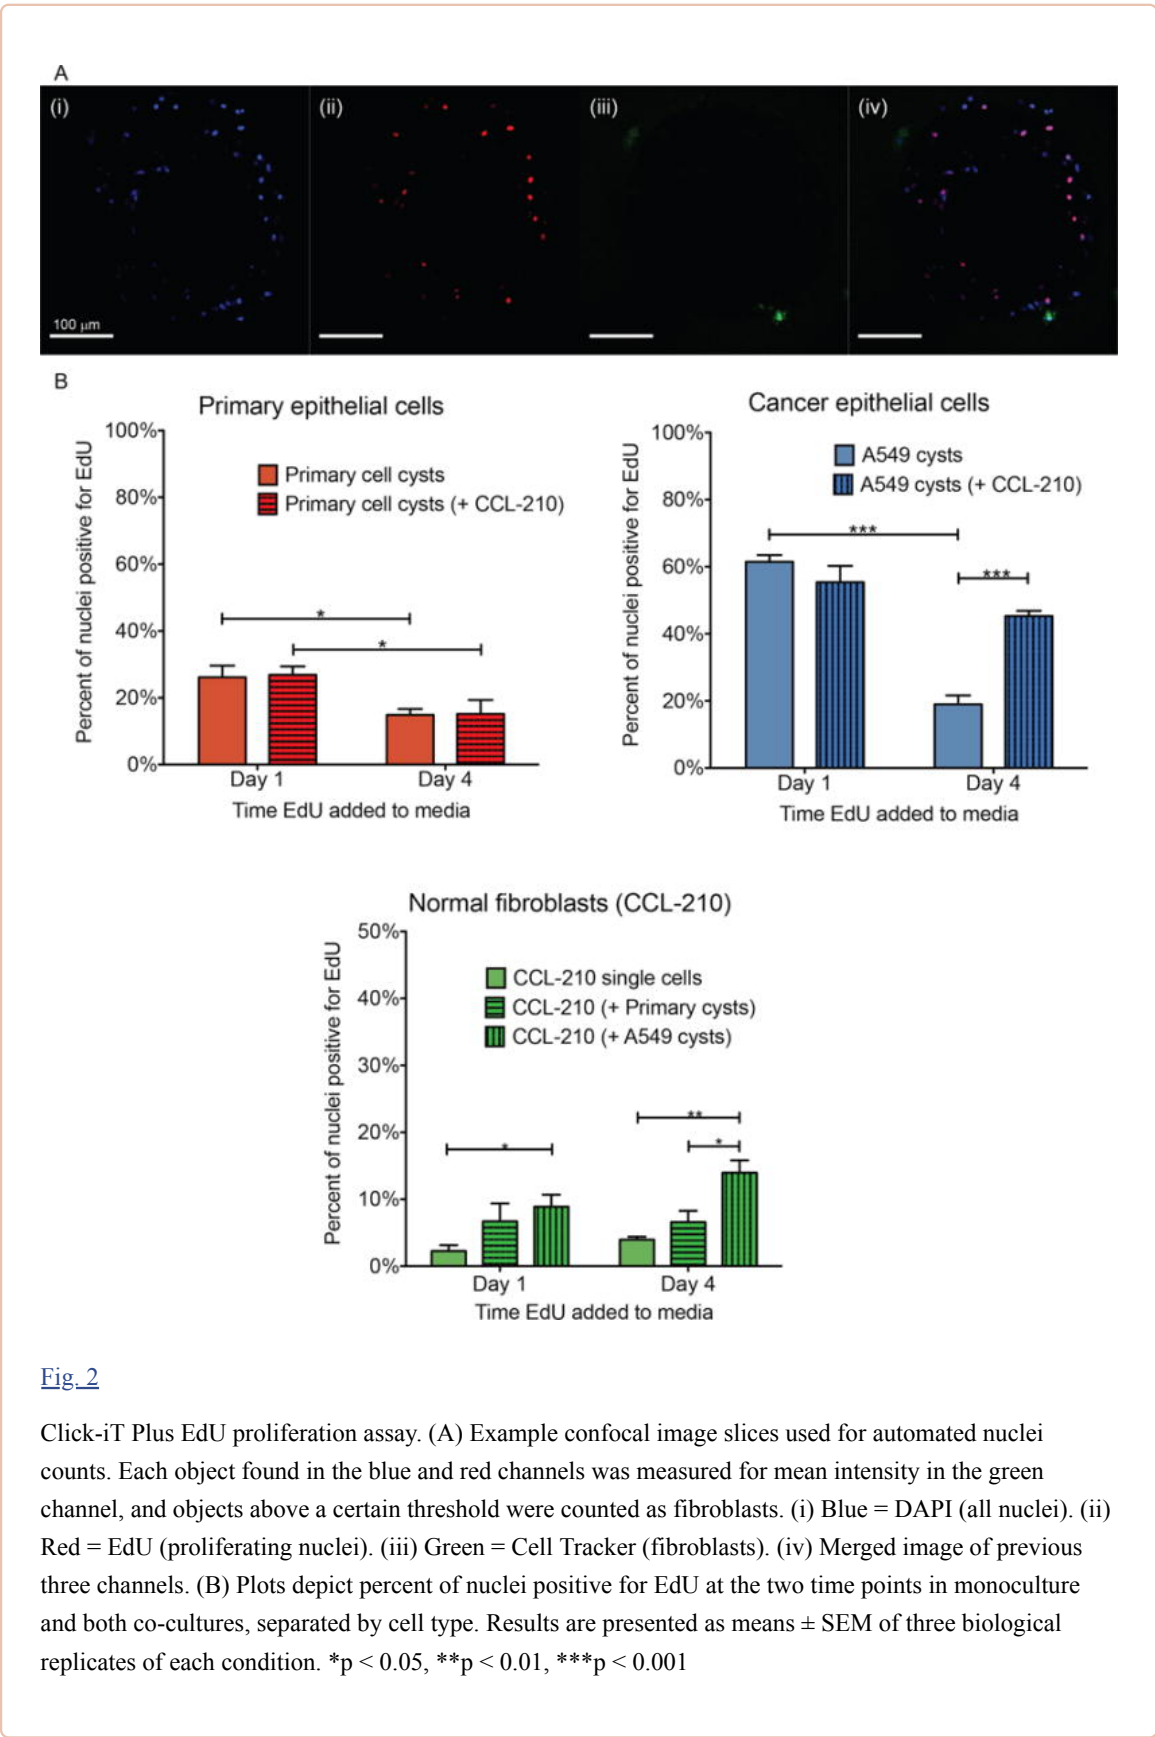 A
(i)
(ii)
(iii)
(iv)
100 µm
B
Primary epithelial cells
Percent of nuclei positive for EdU
100%
80%
60%
40%
20%
0%
Primary cell cysts
Primary cell cysts (+ CCL-210)
*
*
Day 1
Day 4
Time EdU added to media
Cancer epithelial cells
Percent of nuclei positive for EdU
100%
80%
60%
40%
20%
0%
A549 cysts
A549 cysts (+ CCL-210)
***
***
Day 1
Day 4
Time EdU added to media
Normal fibroblasts (CCL-210)
Percent of nuclei positive for EdU
50%
40%
30%
20%
10%
0%
CCL-210 single cells
CCL-210 (+ Primary cysts)
CCL-210 (+ A549 cysts)
*
**
*
Day 1
Day 4
Time EdU added to media
Fig. 2
Click-iT Plus EdU proliferation assay. (A) Example confocal image slices used for automated nuclei
counts. Each object found in the blue and red channels was measured for mean intensity in the green
channel, and objects above a certain threshold were counted as fibroblasts. (i) Blue = DAPI (all nuclei). (ii)
Red = EdU (proliferating nuclei). (iii) Green = Cell Tracker (fibroblasts). (iv) Merged image of previous
three channels. (B) Plots depict percent of nuclei positive for EdU at the two time points in monoculture
and both co-cultures, separated by cell type. Results are presented as means ± SEM of three biological
replicates of each condition. *p < 0.05, **p < 0.01, ***p < 0.001